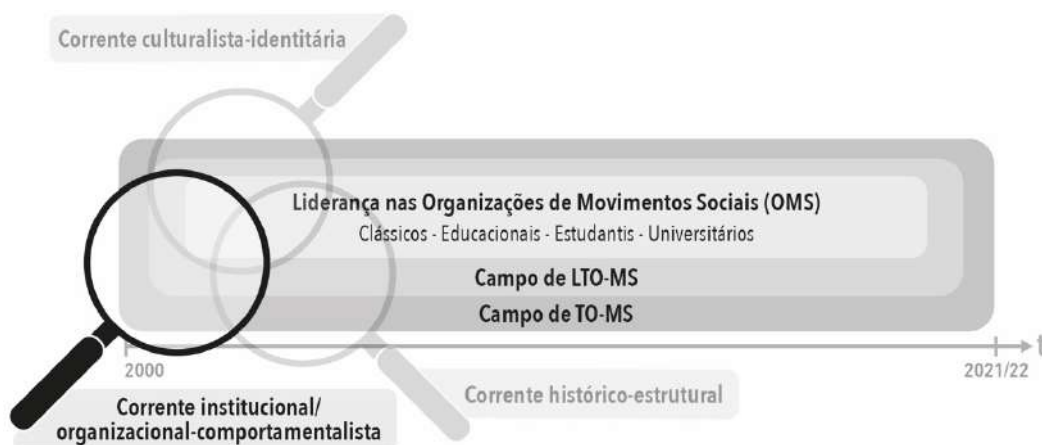 Corrente culturalista-identitária
Liderança nas Organizações de Movimentos Sociais (OMS)
Clássicos - Educacionais - Estudantis - Universitários
Campo de LTO-MS
Campo de TO-MS
t
2000
2021/22
Corrente histórico-estrutural
Corrente institucional/
organizacional-comportamentalista